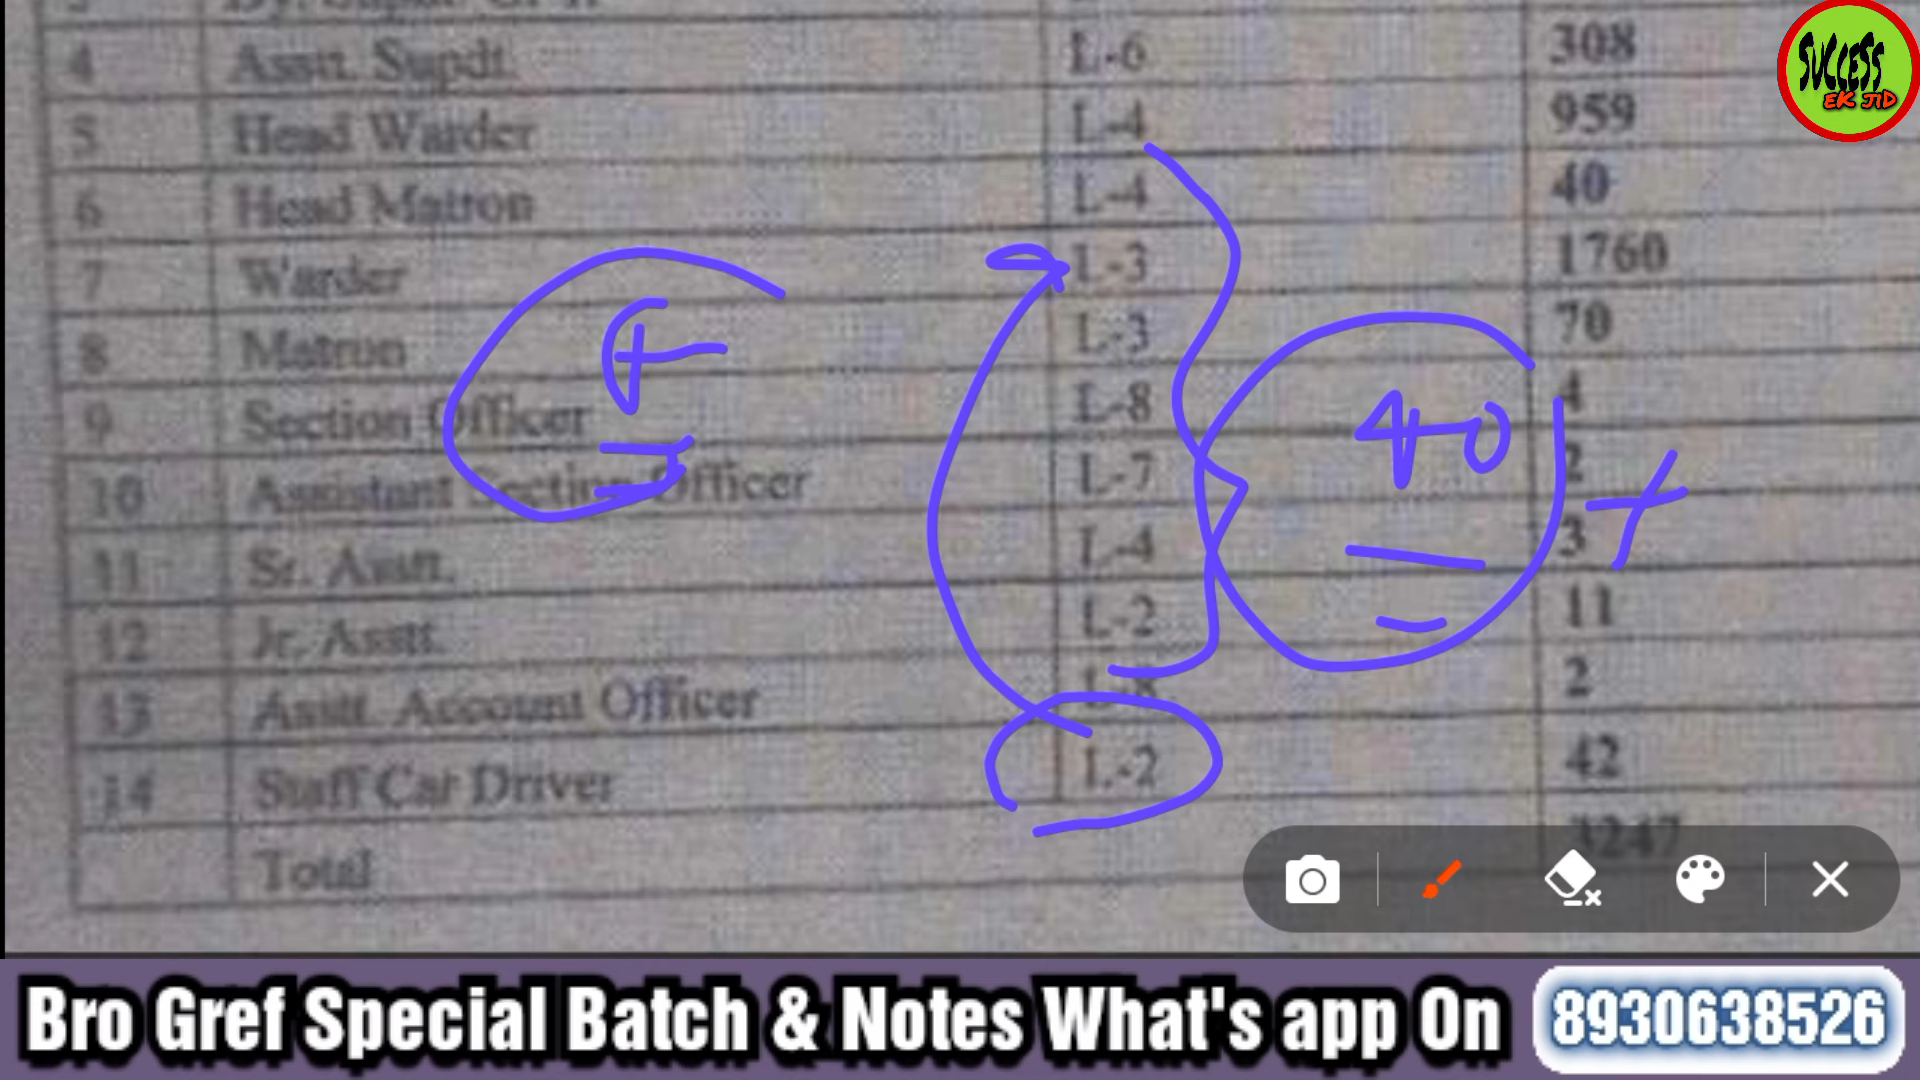 4 Asstt. Supdt. L-6 308
5 Head Warder L-4 959
6 Head Matron L-4 40
7 Warder L-3 1760
8 Matron L-3 70
9 Section Officer L-8 4
10 Assistant Section Officer L-7 2
11 Sr. Asstt. L-4 3
12 Jr. Asstt. L-2 11
13 Asstt. Account Officer L-8 2
14 Staff Car Driver L-2 42
Total 3247
40+
SUCCESS
EK JID
Bro Gref Special Batch & Notes What's app On 8930638526